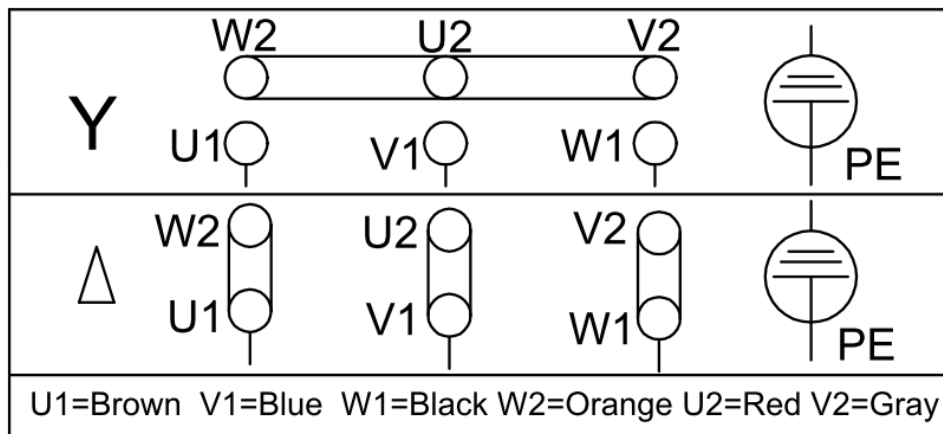 W2 U2 V2
Y
U1 V1 W1
PE
W2 U2 V2
Δ
U1 V1 W1
PE
U1=Brown V1=Blue W1=Black W2=Orange U2=Red V2=Gray